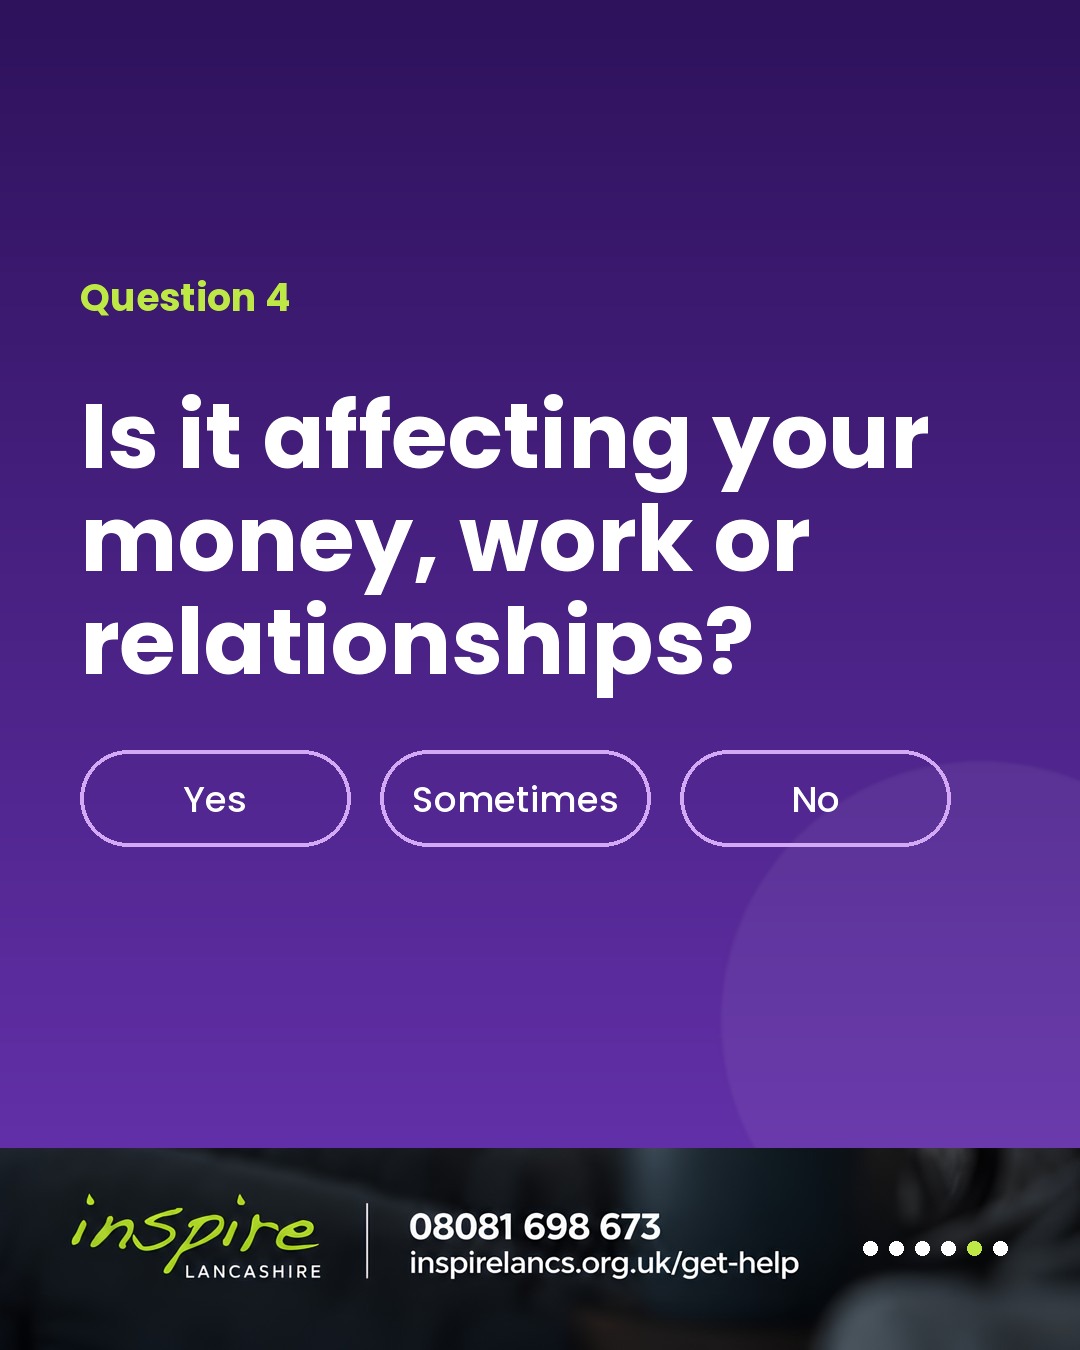 Question 4
Is it affecting your
money, work or
relationships?
Yes
Sometimes
No
inspire
LANCASHIRE
08081 698 673
inspirelancs.org.uk/get-help